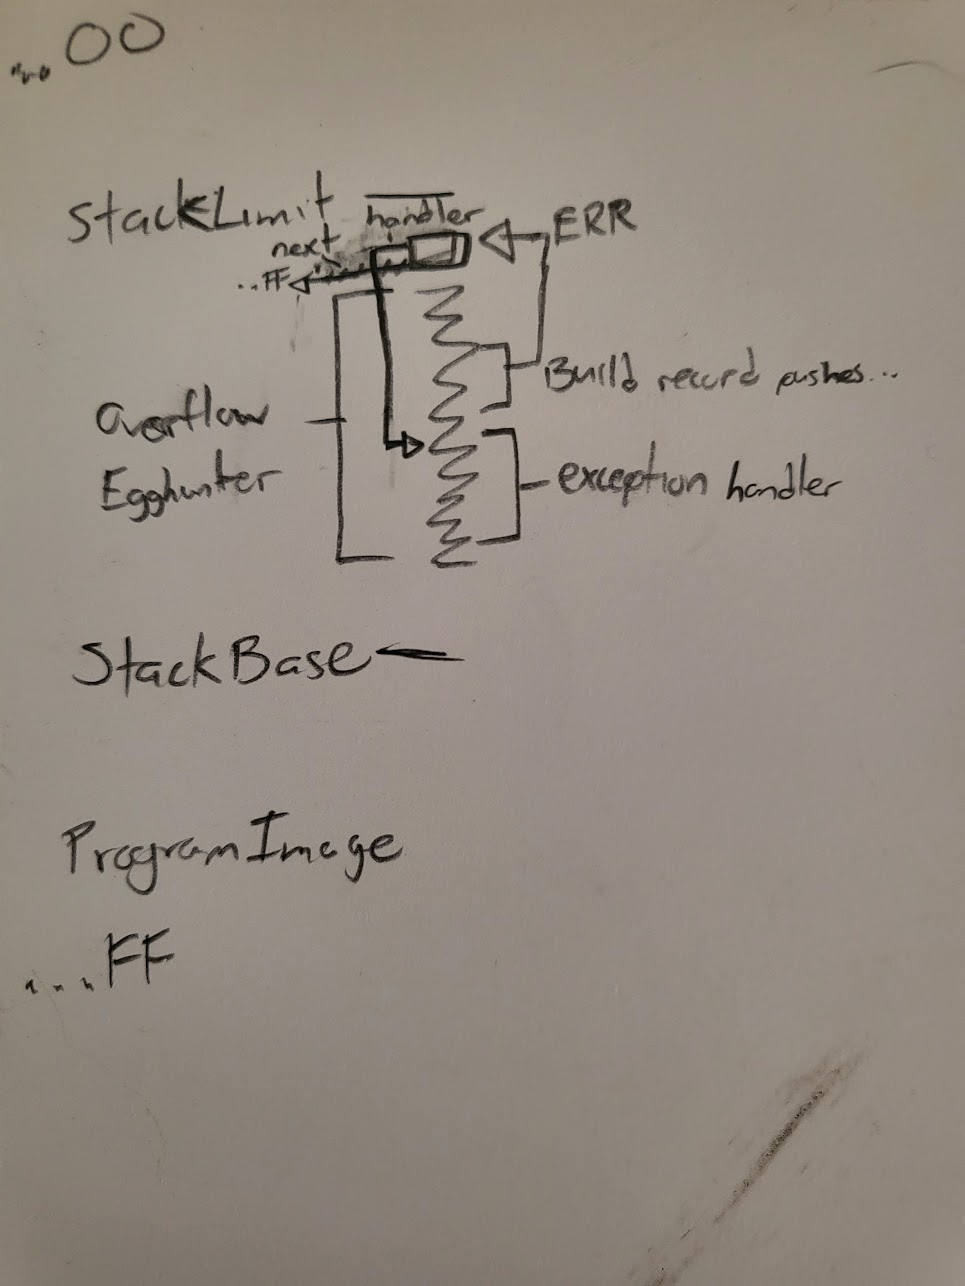 ...00
StackLimit
handler
ERR
next
..FF
Build record pushes...
Overflow
Egghunter
exception handler
StackBase
ProgramImage
...FF